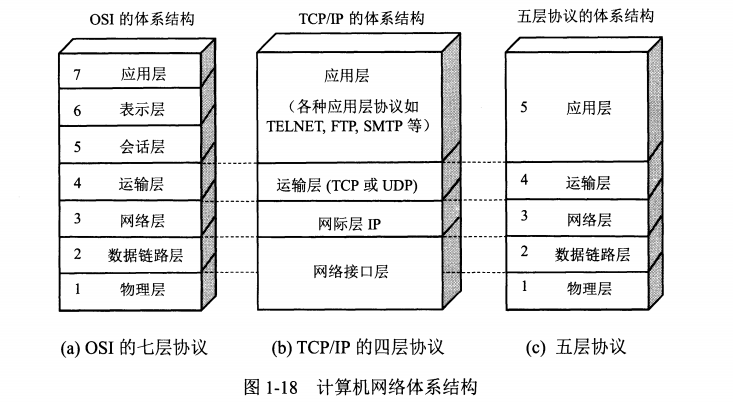 OSI 的体系结构
TCP/IP 的体系结构
五层协议的体系结构
7 应用层
6 表示层
5 会话层
4 运输层
3 网络层
2 数据链路层
1 物理层
应用层
(各种应用层协议如
TELNET, FTP, SMTP 等)
运输层 (TCP 或 UDP)
网际层 IP
网络接口层
5 应用层
4 运输层
3 网络层
2 数据链路层
1 物理层
(a) OSI 的七层协议
(b) TCP/IP 的四层协议
(c) 五层协议
图 1-18 计算机网络体系结构